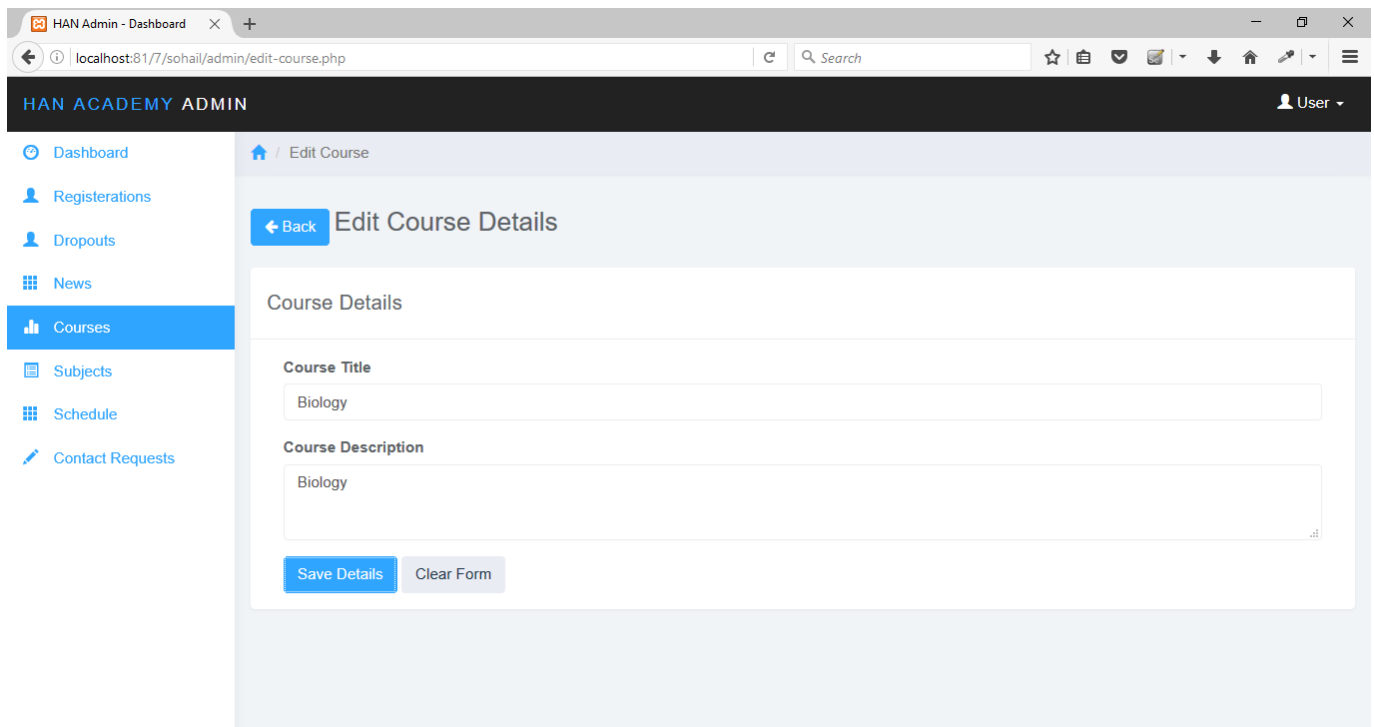 HAN Admin - Dashboard
localhost:81/7/sohail/admin/edit-course.php
Search
HAN ACADEMY ADMIN
User
Dashboard
/ Edit Course
Registerations
Back Edit Course Details
Dropouts
News
Course Details
Courses
Course Title
Subjects
Biology
Schedule
Course Description
Contact Requests
Biology
Save Details Clear Form